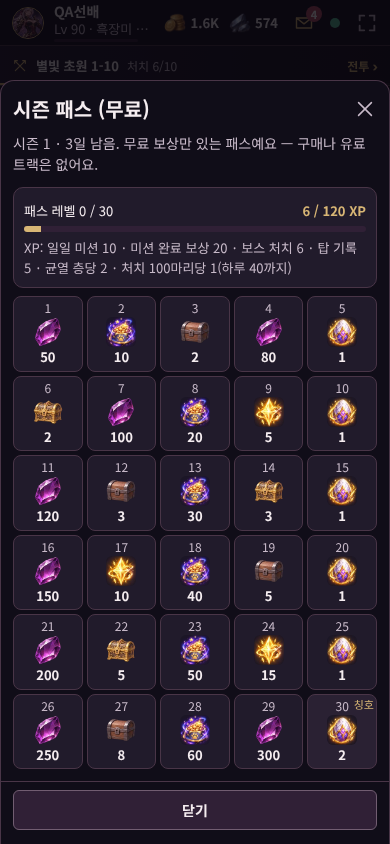 QA선배
Lv 90 · 흑장미 ···
1.6K
574
4
별빛 초원 1-10 처치 6/10
전투 ›
시즌 패스 (무료)
시즌 1 · 3일 남음. 무료 보상만 있는 패스예요 — 구매나 유료
트랙은 없어요.
패스 레벨 0 / 30
6 / 120 XP
XP: 일일 미션 10 · 미션 완료 보상 20 · 보스 처치 6 · 탑 기록
5 · 균열 층당 2 · 처치 100마리당 1(하루 40까지)
1 2 3 4 5
50 10 2 80 1
6 7 8 9 10
2 100 20 5 1
11 12 13 14 15
120 3 30 3 1
16 17 18 19 20
150 10 40 5 1
21 22 23 24 25
200 5 50 15 1
26 27 28 29 30 칭호
250 8 60 300 2
닫기